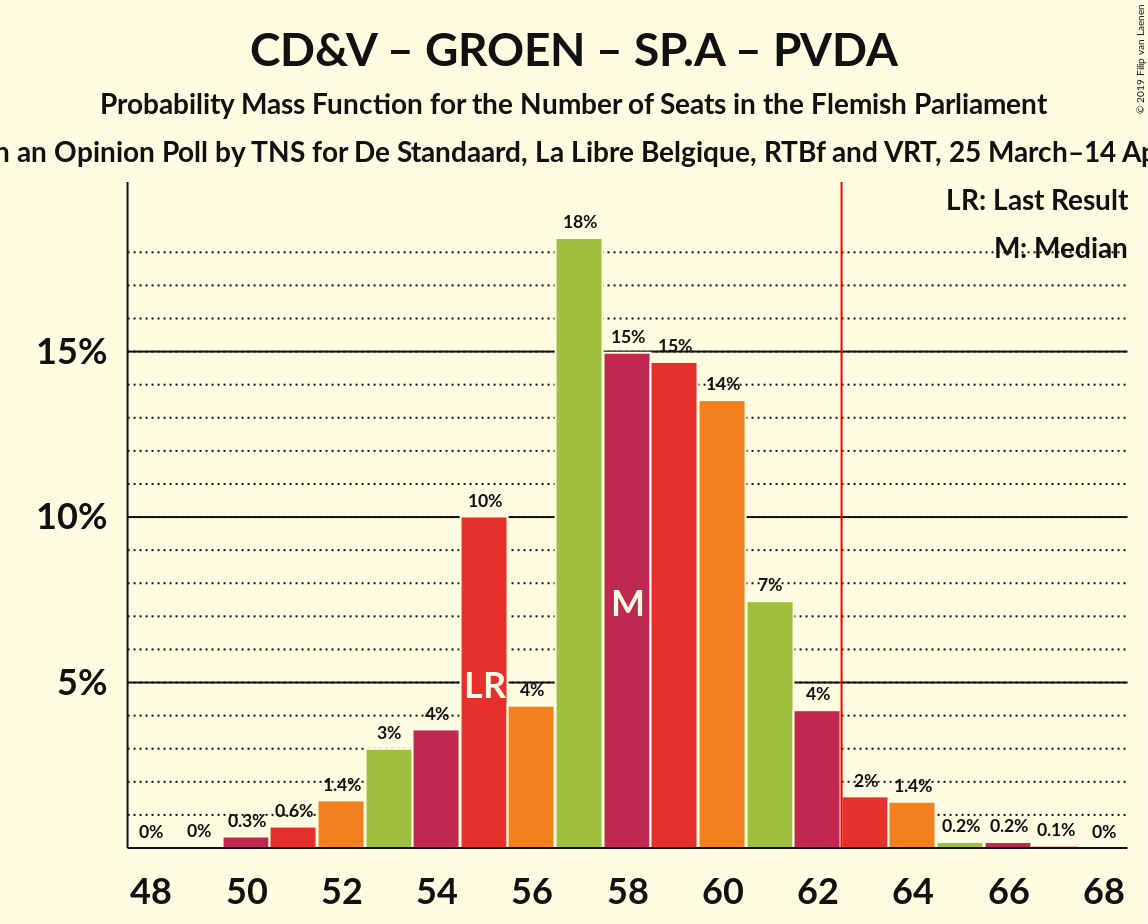 CD&V – GROEN – SP.A – PVDA
Probability Mass Function for the Number of Seats in the Flemish Parliament
an Opinion Poll by TNS for De Standaard, La Libre Belgique, RTBf and VRT, 25 March–14
© 2019 Filip van Laenen
LR: Last Result
M: Median
15%
10%
5%
0%
0%
0.3%
0.6%
1.4%
3%
4%
10%
4%
18%
15%
15%
14%
7%
4%
2%
1.4%
0.2%
0.2%
0.1%
0%
LR
M
48 50 52 54 56 58 60 62 64 66 68